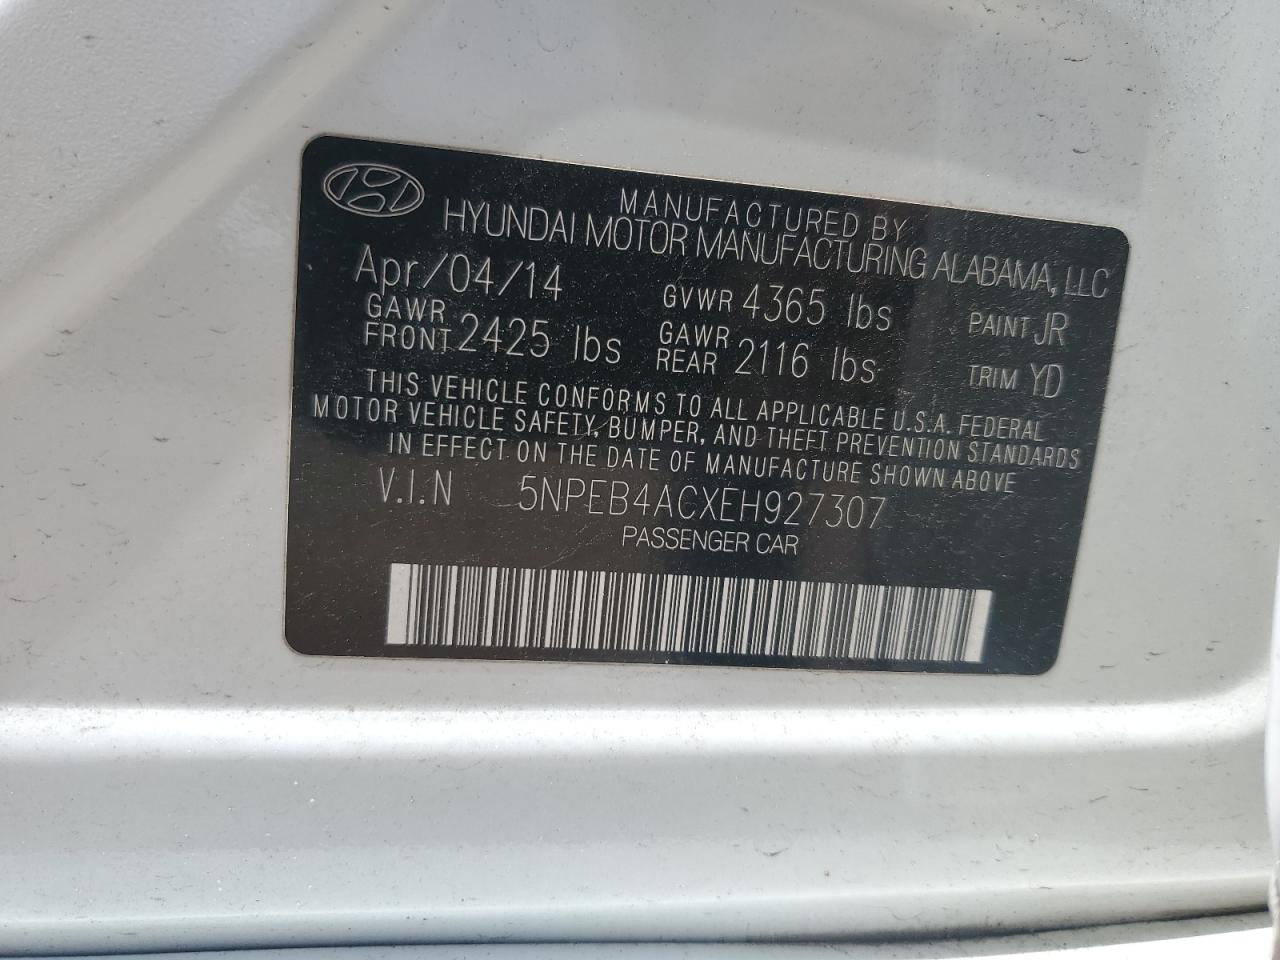 MANUFACTURED BY
HYUNDAI MOTOR MANUFACTURING ALABAMA, LLC
Apr/04/14 GVWR 4365 lbs PAINT JR
GAWR FRONT 2425 lbs GAWR REAR 2116 lbs TRIM YD
THIS VEHICLE CONFORMS TO ALL APPLICABLE U.S.A. FEDERAL
MOTOR VEHICLE SAFETY, BUMPER, AND THEFT PREVENTION STANDARDS
IN EFFECT ON THE DATE OF MANUFACTURE SHOWN ABOVE
V.I.N 5NPEB4ACXEH927307
PASSENGER CAR